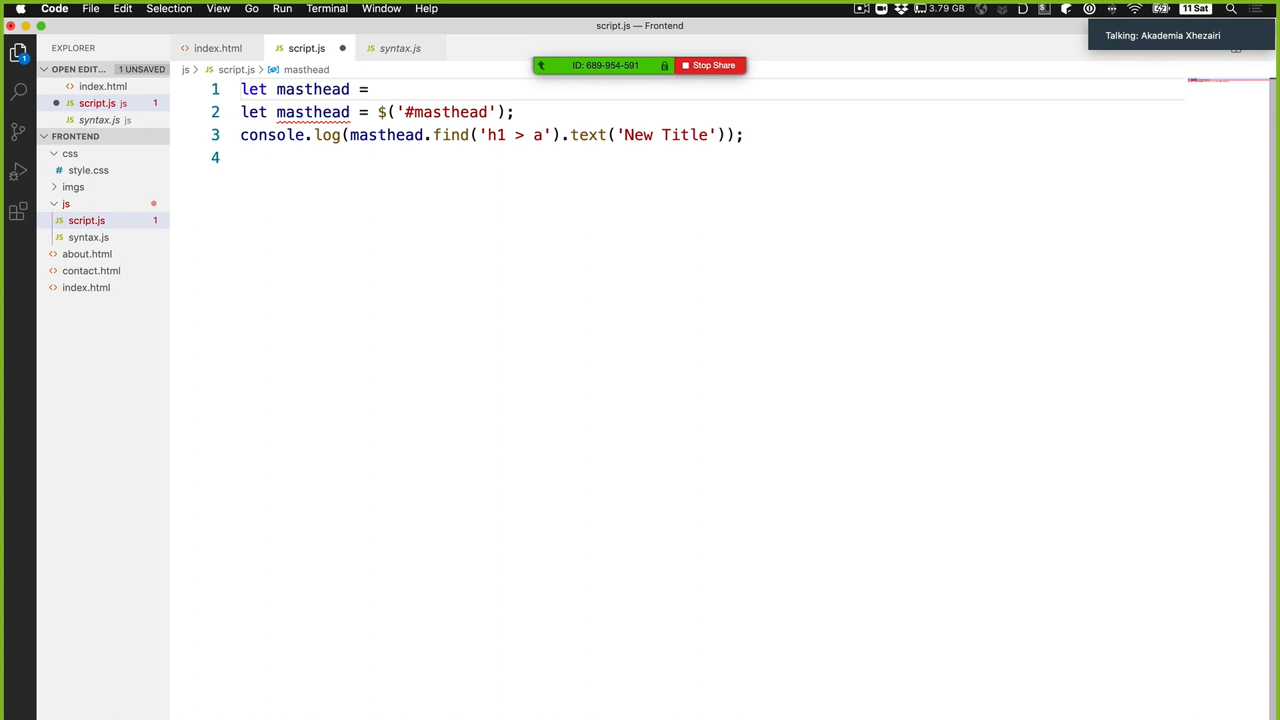 Code File Edit Selection View Go Run Terminal Window Help 3.79 GB 11 Sat
script.js — Frontend
Talking: Akademia Xhezairi
EXPLORER
index.html
script.js
syntax.js
ID: 689-954-591 Stop Share
OPEN EDIT... 1 UNSAVED
js > script.js > masthead
index.html
script.js js 1
syntax.js js
FRONTEND
css
style.css
imgs
js
script.js 1
syntax.js
about.html
contact.html
index.html
1 let masthead =
2 let masthead = $('#masthead');
3 console.log(masthead.find('h1 > a').text('New Title'));
4